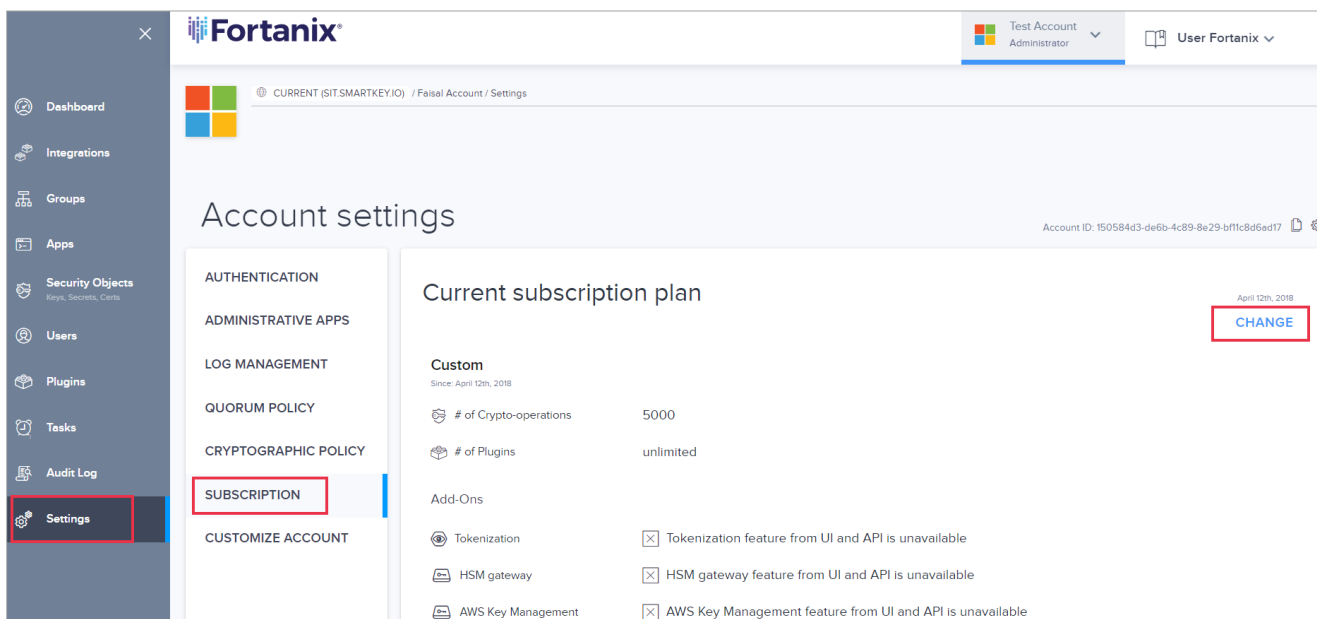 Fortanix®
Test Account
Administrator
User Fortanix
CURRENT (SIT.SMARTKEY.IO) / Faisal Account / Settings
Dashboard
Integrations
Groups
Apps
Security Objects
Keys, Secrets, Certs
Users
Plugins
Tasks
Audit Log
Settings
Account settings
Account ID: 150584d3-de6b-4c89-8e29-bf11c8d6ad17
AUTHENTICATION
ADMINISTRATIVE APPS
LOG MANAGEMENT
QUORUM POLICY
CRYPTOGRAPHIC POLICY
SUBSCRIPTION
CUSTOMIZE ACCOUNT
Current subscription plan
April 12th, 2018
CHANGE
Custom
Since: April 12th, 2018
# of Crypto-operations 5000
# of Plugins unlimited
Add-Ons
Tokenization Tokenization feature from UI and API is unavailable
HSM gateway HSM gateway feature from UI and API is unavailable
AWS Key Management AWS Key Management feature from UI and API is unavailable